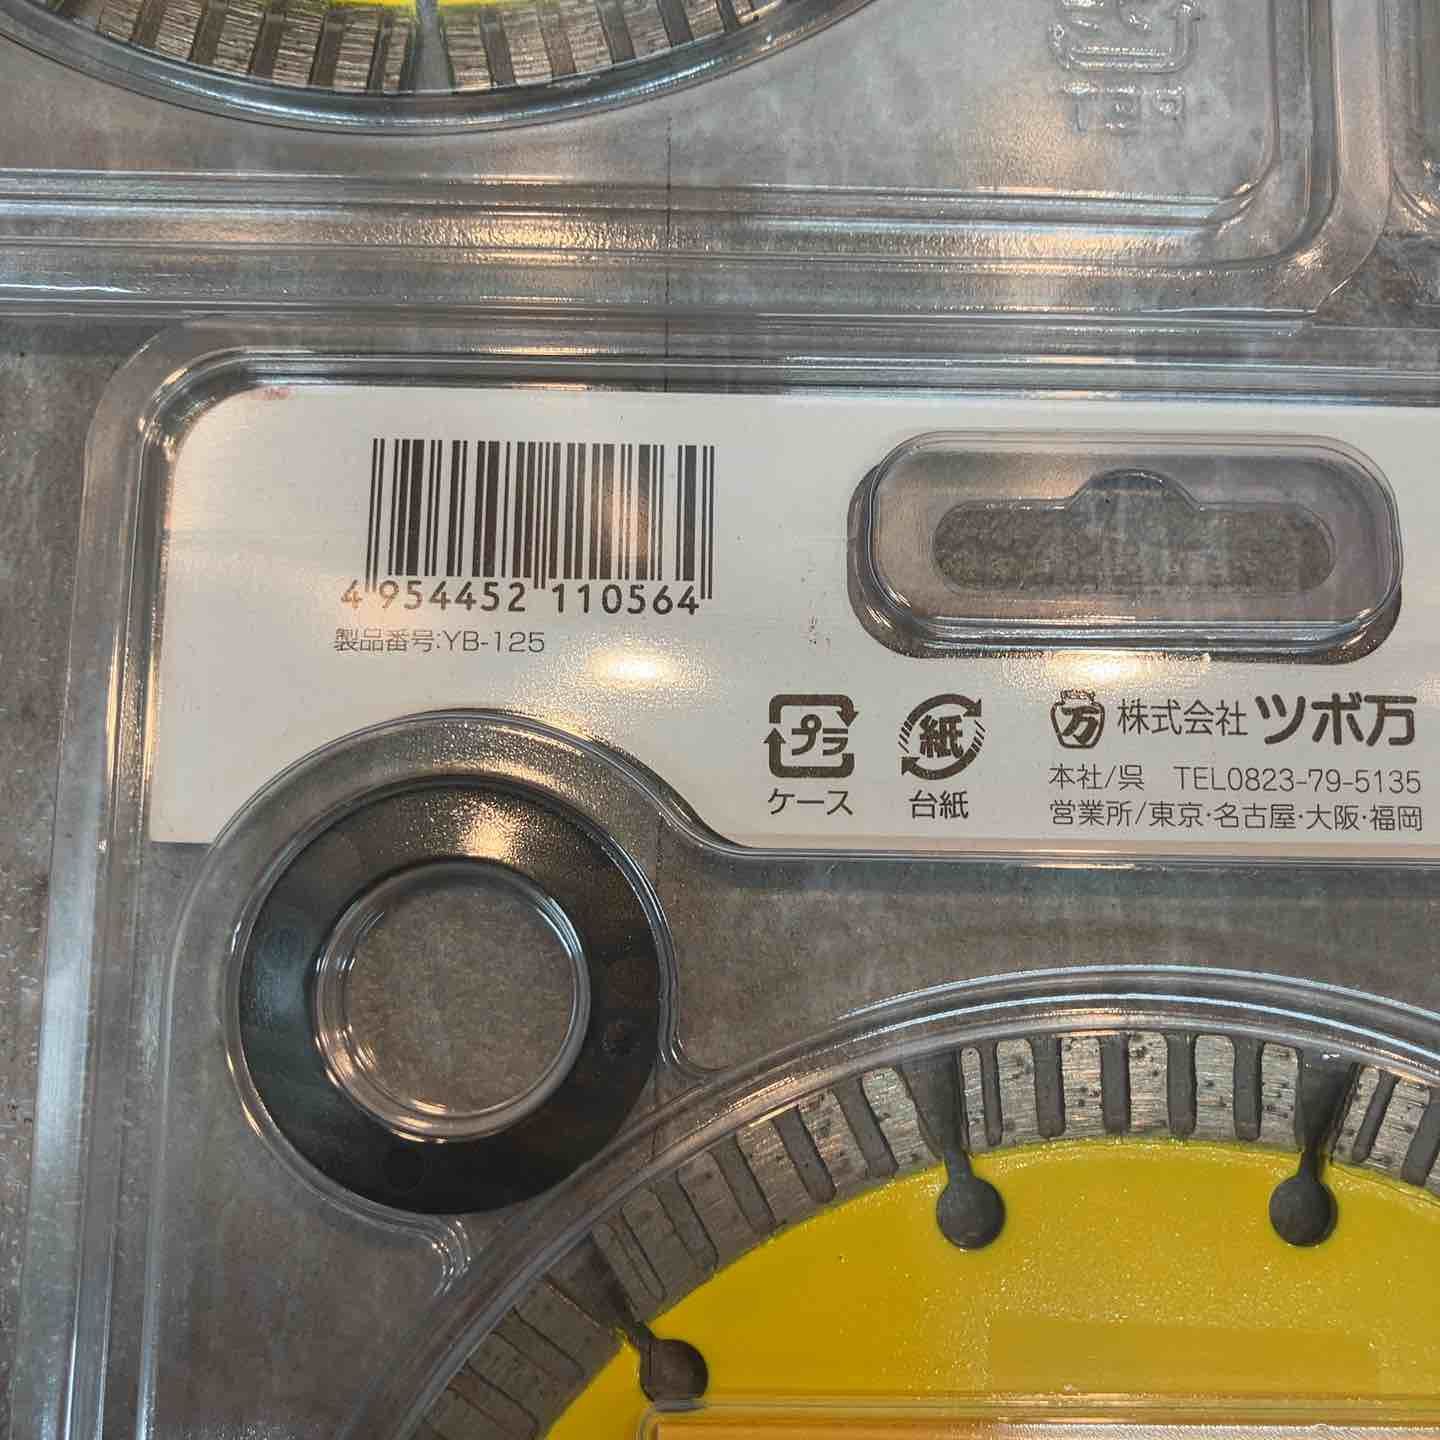 4 954452 110564
製品番号:YB-125
プラ
ケース
紙
台紙
万 株式会社 ツボ万
本社/呉 TEL0823-79-5135
営業所/東京·名古屋·大阪·福岡